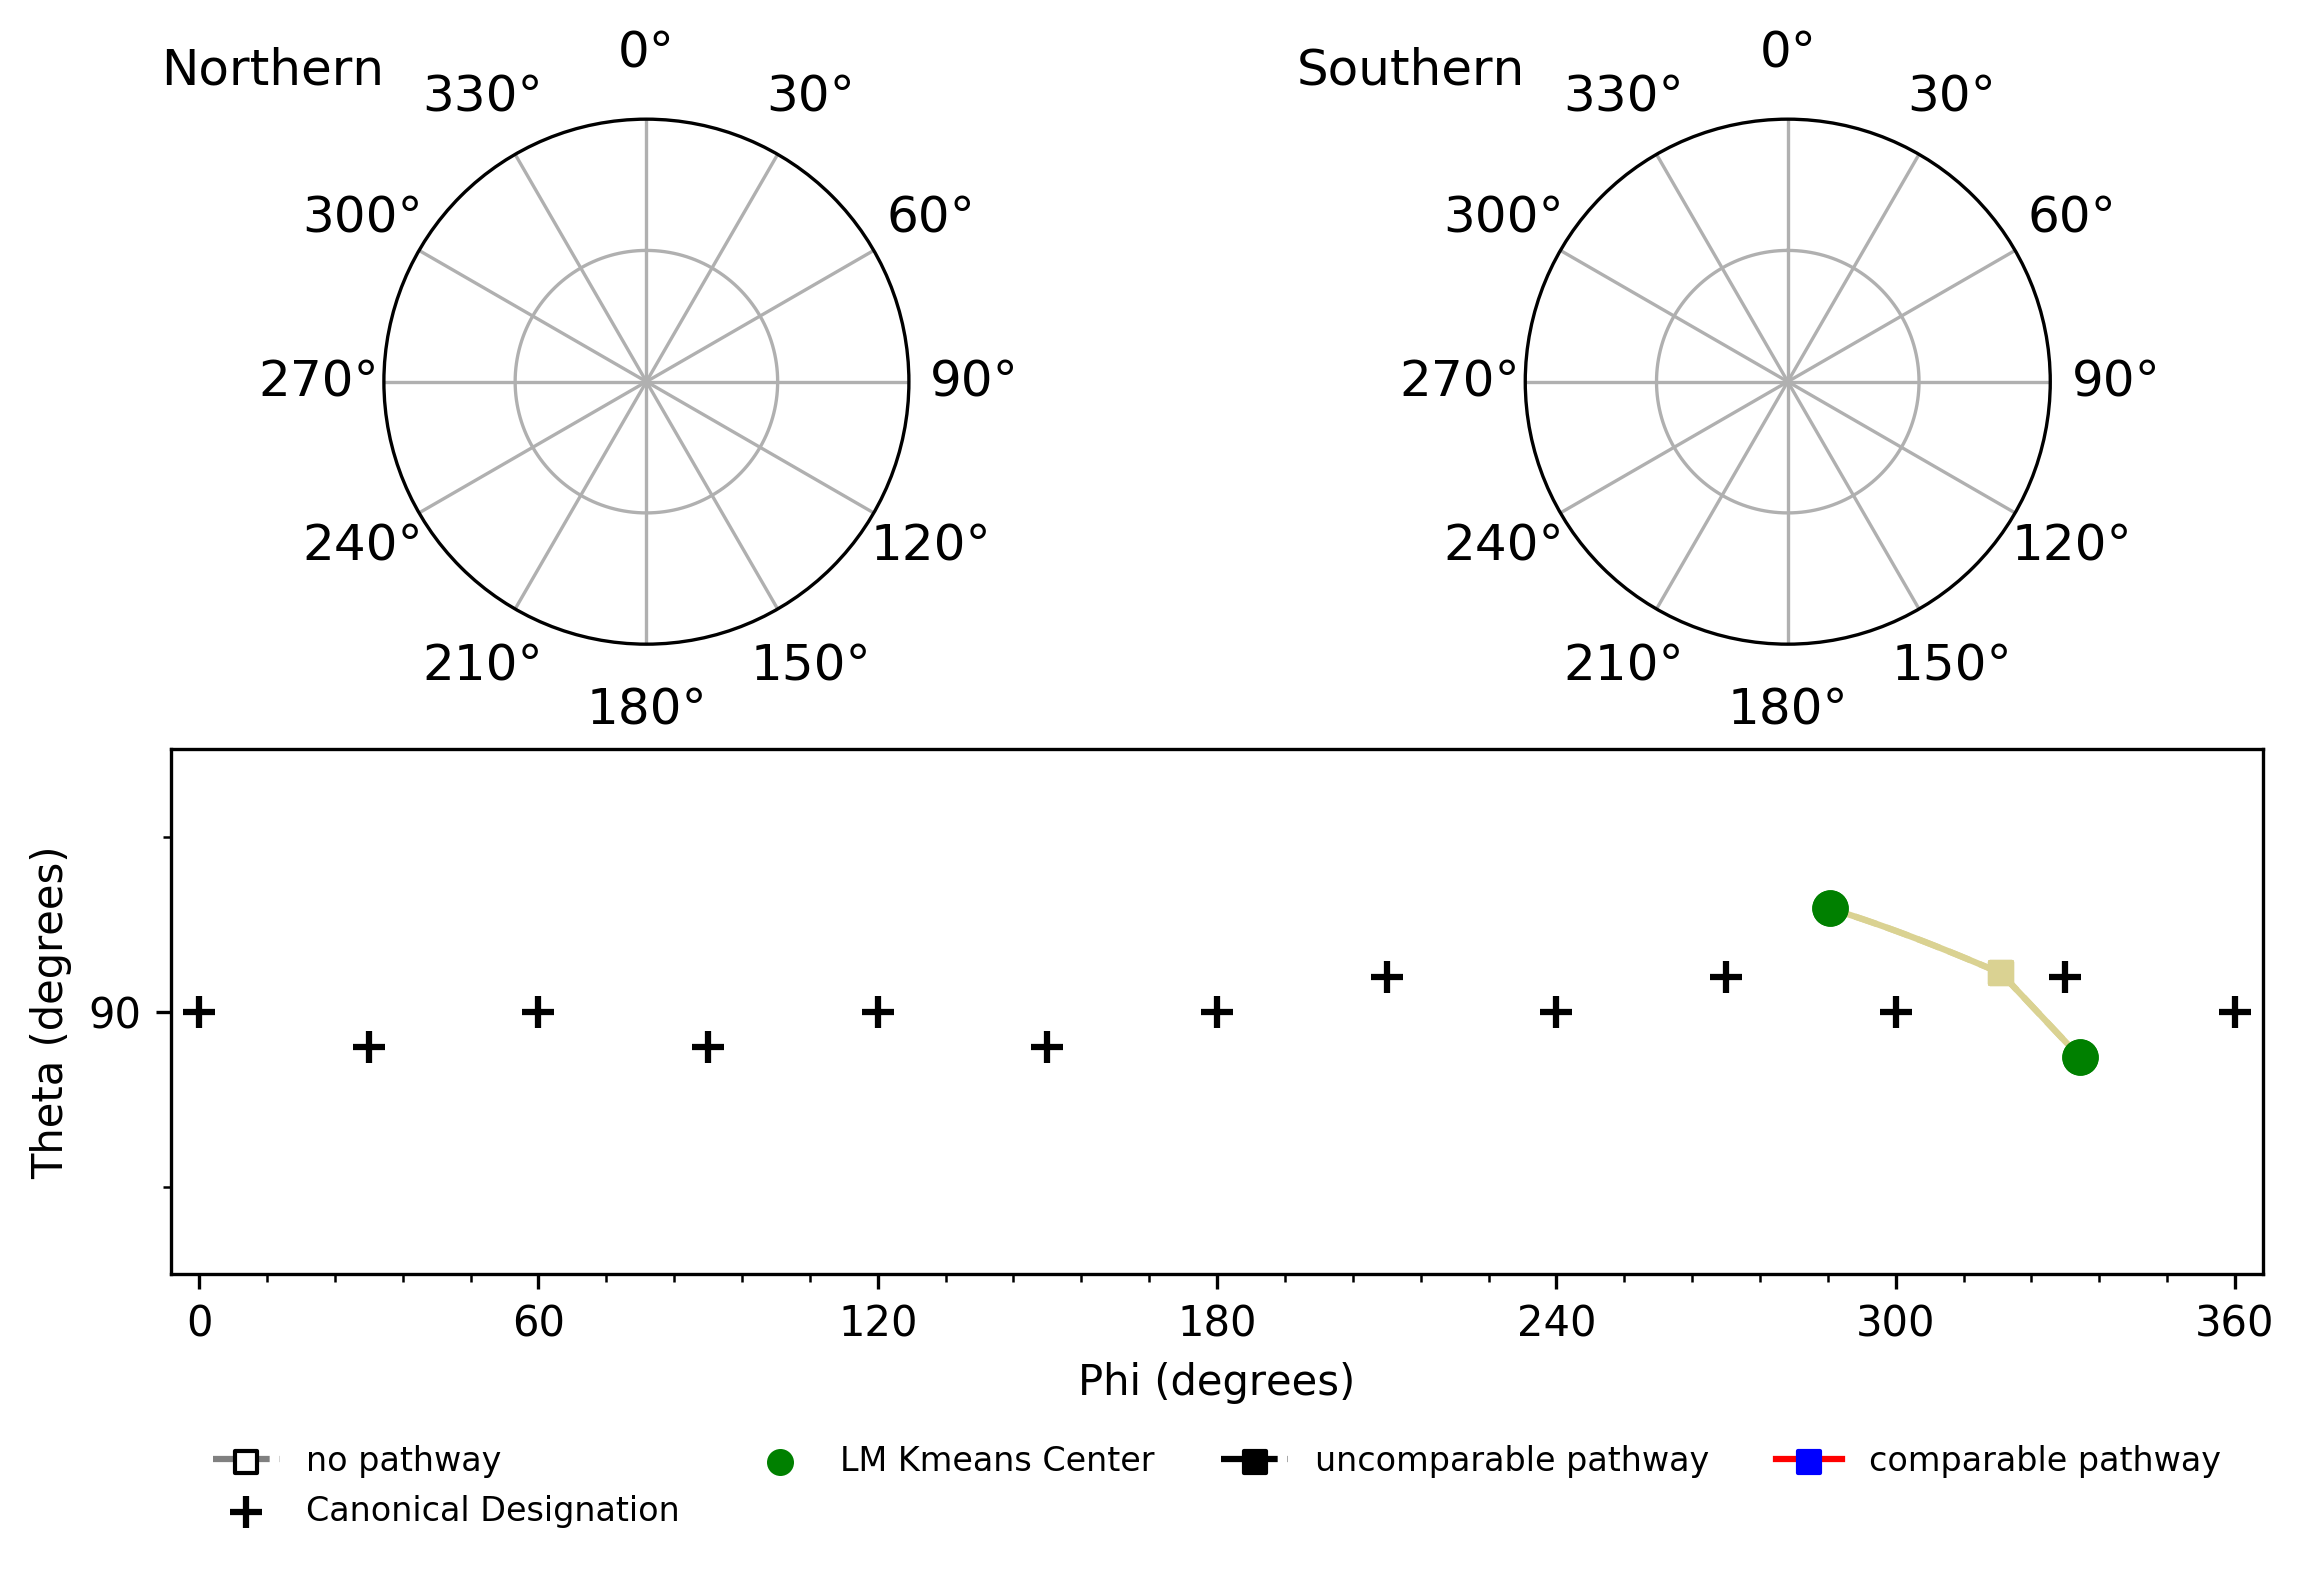 Northern
0°
30°
60°
90°
120°
150°
180°
210°
240°
270°
300°
330°
Southern
0°
30°
60°
90°
120°
150°
180°
210°
240°
270°
300°
330°
Theta (degrees)
90
0 60 120 180 240 300 360
Phi (degrees)
no pathway
Canonical Designation
LM Kmeans Center
uncomparable pathway
comparable pathway